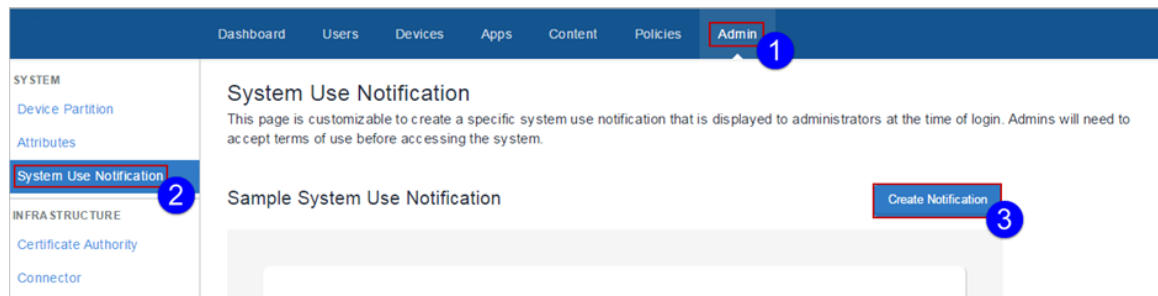 Dashboard Users Devices Apps Content Policies Admin
1
SYSTEM
Device Partition
Attributes
System Use Notification
2
INFRASTRUCTURE
Certificate Authority
Connector
System Use Notification
This page is customizable to create a specific system use notification that is displayed to administrators at the time of login. Admins will need to
accept terms of use before accessing the system.
Sample System Use Notification
Create Notification
3